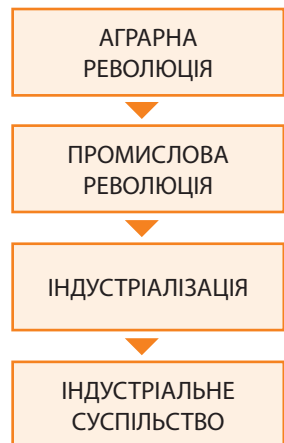 АГРАРНА
РЕВОЛЮЦІЯ
ПРОМИСЛОВА
РЕВОЛЮЦІЯ
ІНДУСТРІАЛІЗАЦІЯ
ІНДУСТРІАЛЬНЕ
СУСПІЛЬСТВО